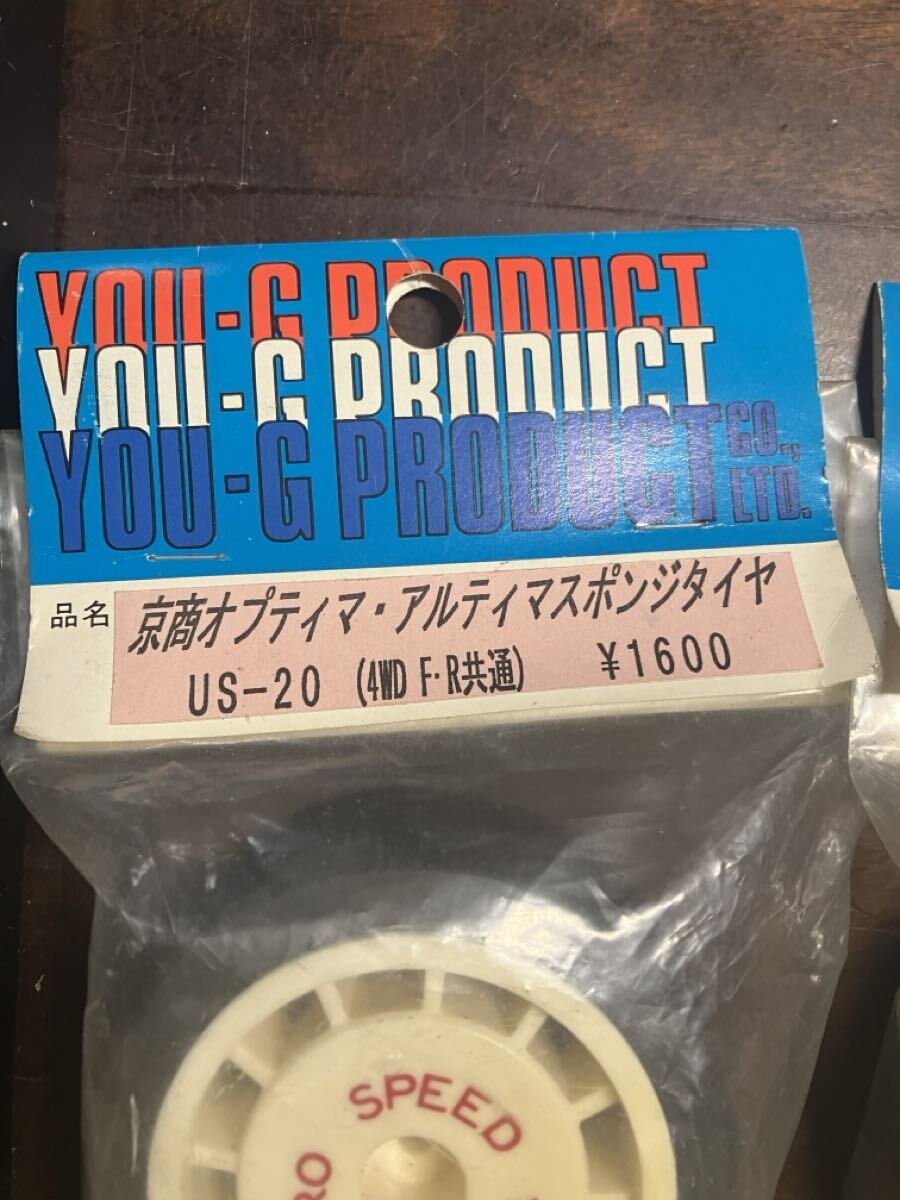 YOU-G PRODUCT
YOU-G PRODUCT
YOU-G PRODUCT CO., LTD.
品名 京商オプティマ・アルティマスポンジタイヤ
US-20 (4WD F・R共通) ¥1600
SPEED